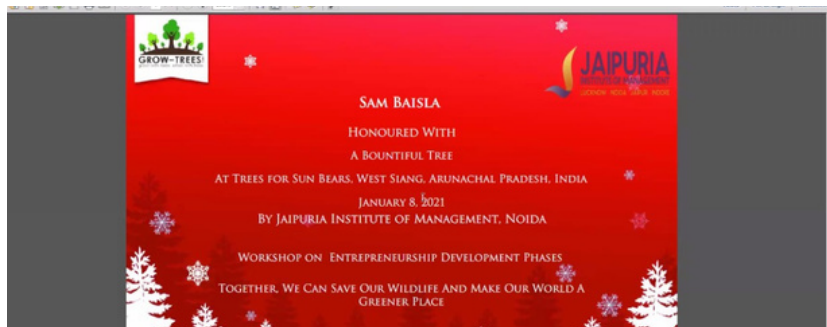 GROW-TREES!
JAIPURIA
INSTITUTE OF MANAGEMENT
LUCKNOW NOIDA JAIPUR INDORE
SAM BAISLA
HONOURED WITH
A BOUNTIFUL TREE
AT TREES FOR SUN BEARS, WEST SIANG, ARUNACHAL PRADESH, INDIA
JANUARY 8, 2021
BY JAIPURIA INSTITUTE OF MANAGEMENT, NOIDA
WORKSHOP ON ENTREPRENEURSHIP DEVELOPMENT PHASES
TOGETHER, WE CAN SAVE OUR WILDLIFE AND MAKE OUR WORLD A
GREENER PLACE